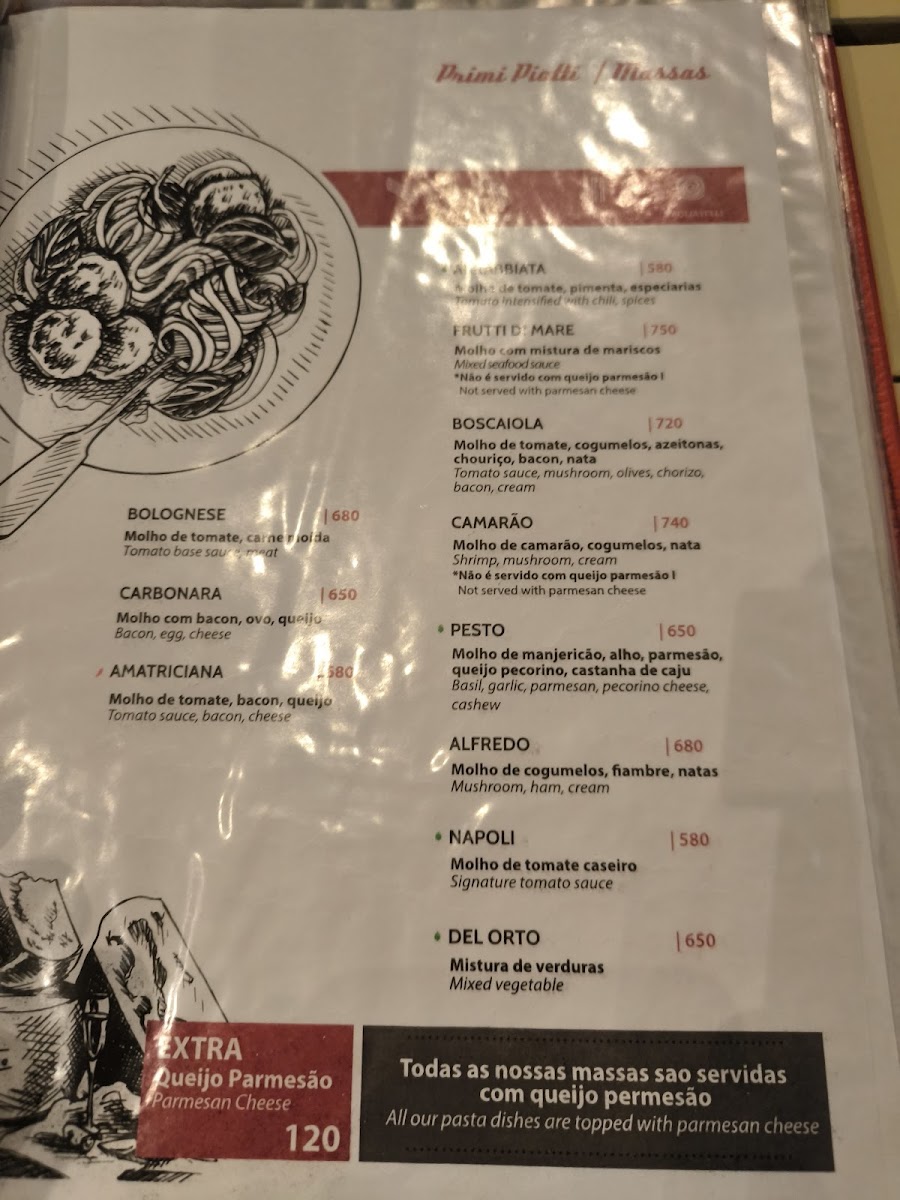 Primi Piatti / Massas
BOLOGNESE | 680
Molho de tomate, carne moída
Tomato base sauce, meat
CARBONARA | 650
Molho com bacon, ovo, queijo
Bacon, egg, cheese
AMATRICIANA | 580
Molho de tomate, bacon, queijo
Tomato sauce, bacon, cheese
ARRABBIATA | 580
Molho de tomate, pimenta, especiarias
Tomato intensified with chili, spices
FRUTTI DI MARE | 750
Molho com mistura de mariscos
Mixed seafood sauce
*Não é servido com queijo parmesão !
Not served with parmesan cheese
BOSCAIOLA | 720
Molho de tomate, cogumelos, azeitonas,
chouriço, bacon, nata
Tomato sauce, mushroom, olives, chorizo,
bacon, cream
CAMARÃO | 740
Molho de camarão, cogumelos, nata
Shrimp, mushroom, cream
*Não é servido com queijo parmesão !
Not served with parmesan cheese
PESTO | 650
Molho de manjericão, alho, parmesão,
queijo pecorino, castanha de caju
Basil, garlic, parmesan, pecorino cheese,
cashew
ALFREDO | 680
Molho de cogumelos, fiambre, natas
Mushroom, ham, cream
NAPOLI | 580
Molho de tomate caseiro
Signature tomato sauce
DEL ORTO | 650
Mistura de verduras
Mixed vegetable
EXTRA
Queijo Parmesão
Parmesan Cheese
120
Todas as nossas massas sao servidas
com queijo permesão
All our pasta dishes are topped with parmesan cheese